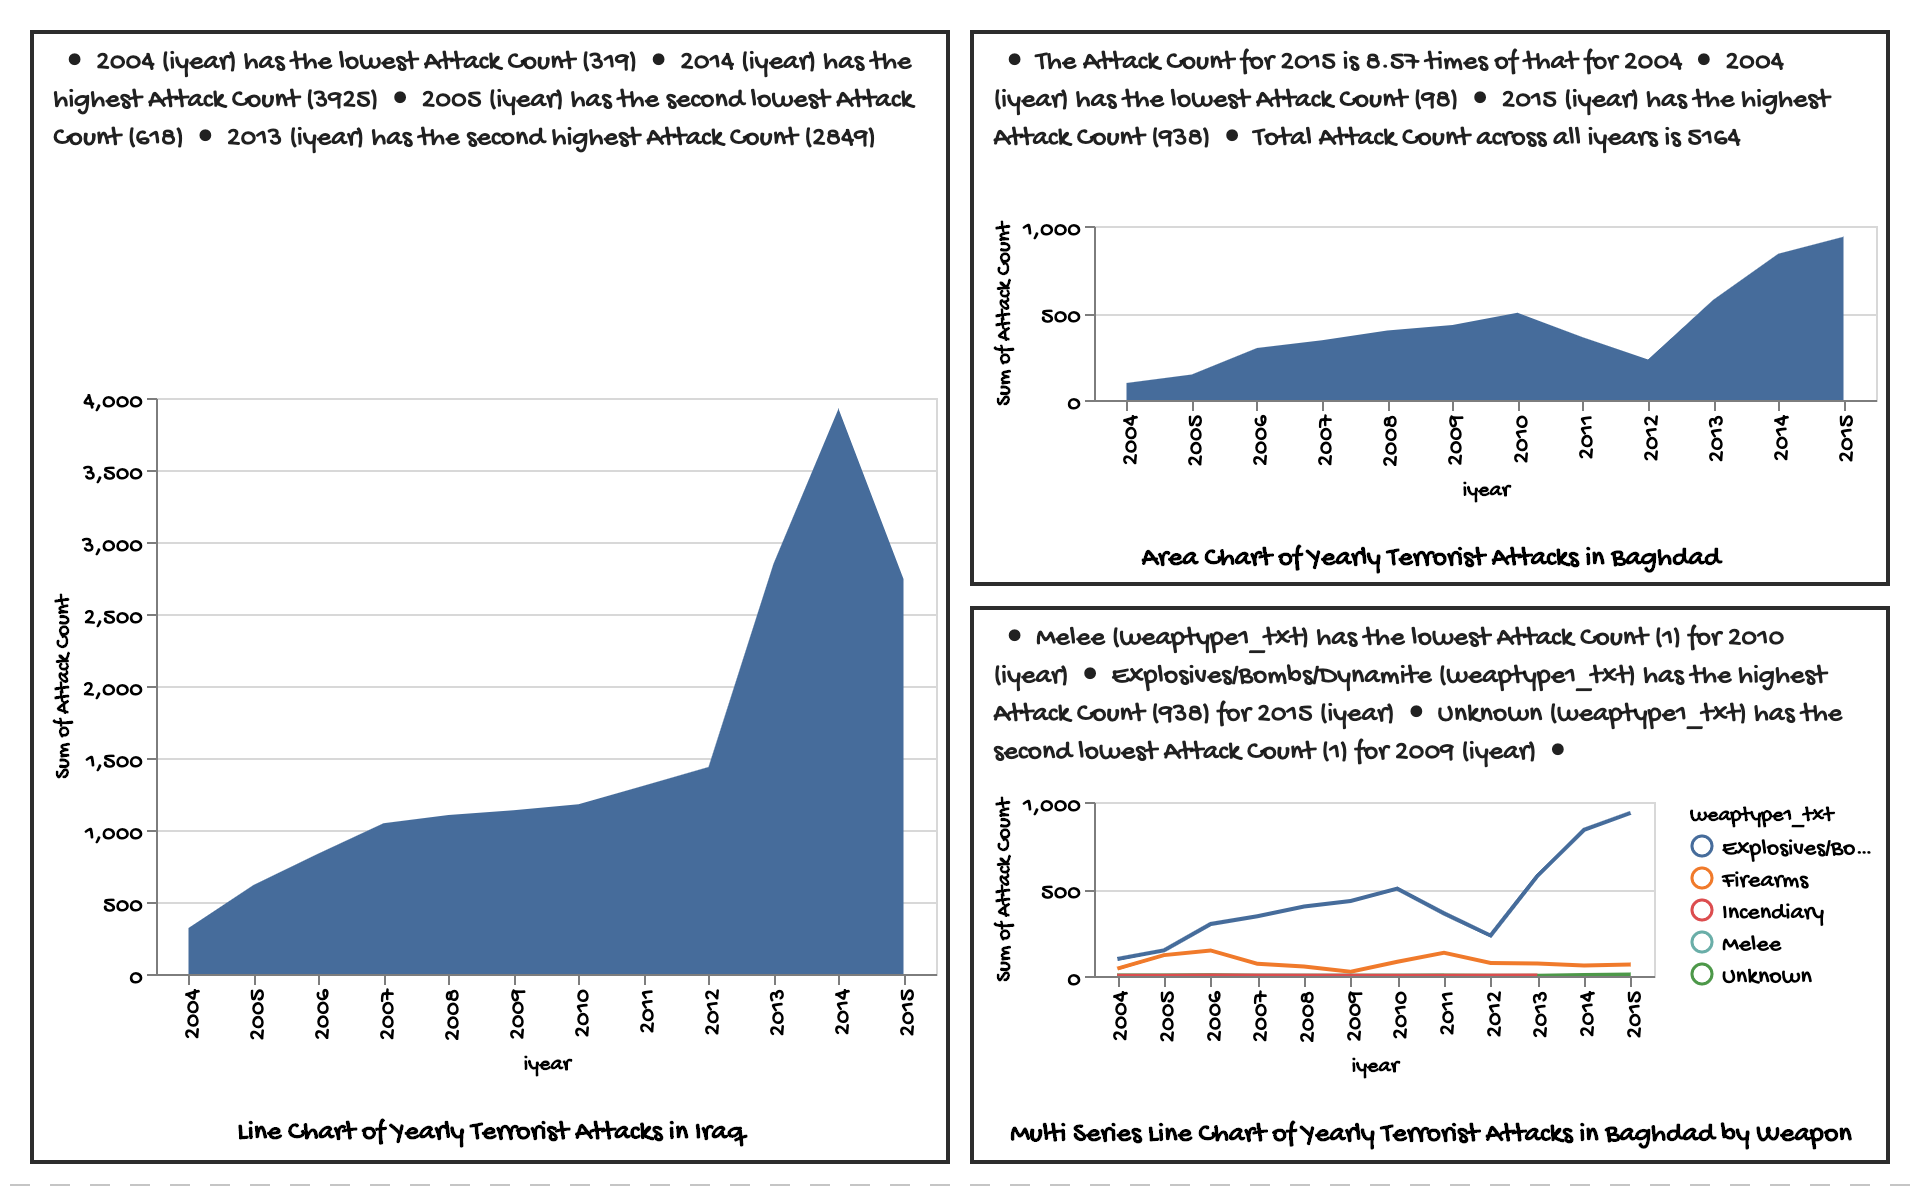 ● 2004 (iyear) has the lowest Attack Count (319) ● 2014 (iyear) has the
highest Attack Count (3925) ● 2005 (iyear) has the second lowest Attack
Count (618) ● 2013 (iyear) has the second highest Attack Count (2849)
Sum of Attack Count
4,000
3,500
3,000
2,500
2,000
1,500
1,000
500
0
2004 2005 2006 2007 2008 2009 2010 2011 2012 2013 2014 2015
iyear
Line Chart of Yearly Terrorist Attacks in Iraq
● The Attack Count for 2015 is 8.57 times of that for 2004 ● 2004
(iyear) has the lowest Attack Count (98) ● 2015 (iyear) has the highest
Attack Count (938) ● Total Attack Count across all iyears is 5164
Sum of Attack Count
1,000
500
0
2004 2005 2006 2007 2008 2009 2010 2011 2012 2013 2014 2015
iyear
Area Chart of Yearly Terrorist Attacks in Baghdad
● Melee (weaptype1_txt) has the lowest Attack Count (1) for 2010
(iyear) ● Explosives/Bombs/Dynamite (weaptype1_txt) has the highest
Attack Count (938) for 2015 (iyear) ● Unknown (weaptype1_txt) has the
second lowest Attack Count (1) for 2009 (iyear) ●
Sum of Attack Count
1,000
500
0
2004 2005 2006 2007 2008 2009 2010 2011 2012 2013 2014 2015
iyear
weaptype1_txt
Explosives/Bo...
Firearms
Incendiary
Melee
Unknown
Multi Series Line Chart of Yearly Terrorist Attacks in Baghdad by Weapon